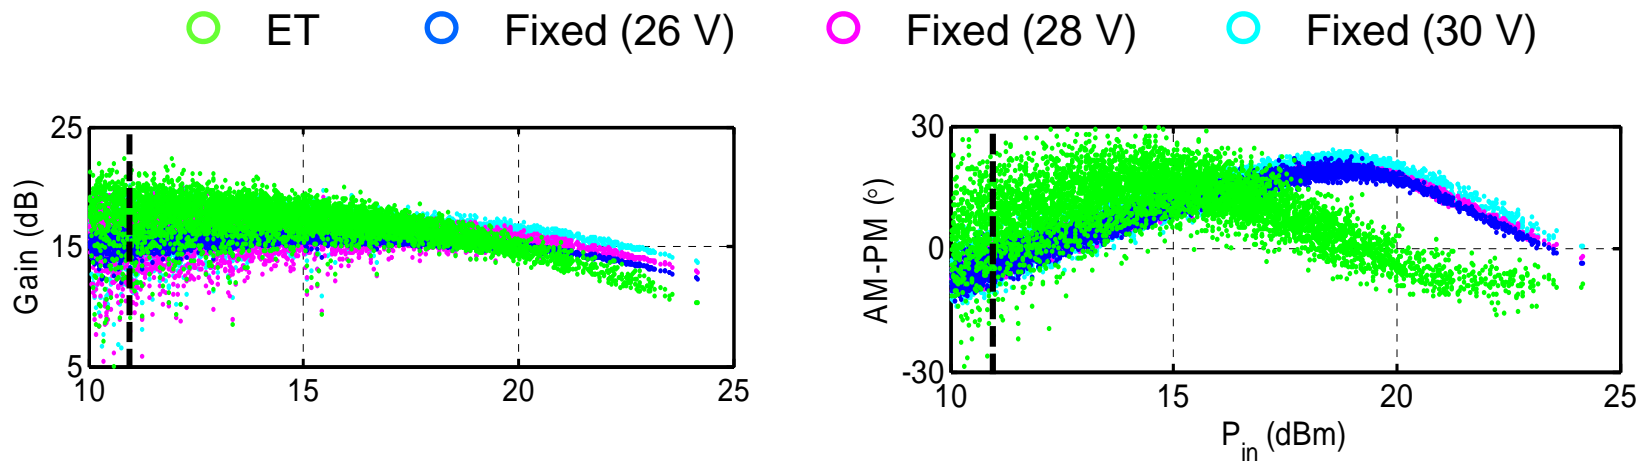 ET Fixed (26 V) Fixed (28 V) Fixed (30 V)
25
15
5
Gain (dB)
10 15 20 25
30
0
-30
AM-PM (°)
10 15 20 25
P_in (dBm)